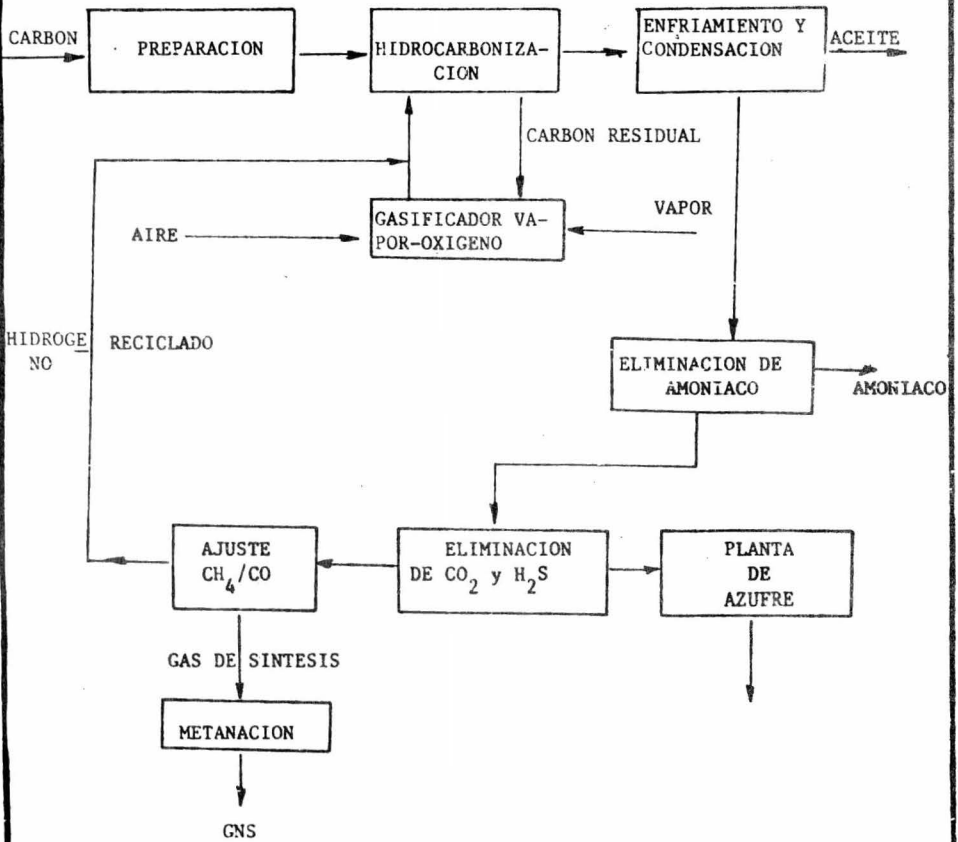 CARBON
PREPARACION
HIDROCARBONIZA-
CION
ENFRIAMIENTO Y
CONDENSACION
ACEITE
CARBON RESIDUAL
GASIFICADOR VA-
POR-OXIGENO
AIRE
VAPOR
HIDROGE
NO
RECICLADO
ELIMINACION DE
AMONIACO
AMONIACO
AJUSTE
CH4/CO
ELIMINACION
DE CO2 y H2S
PLANTA
DE
AZUFRE
GAS DE SINTESIS
METANACION
GNS